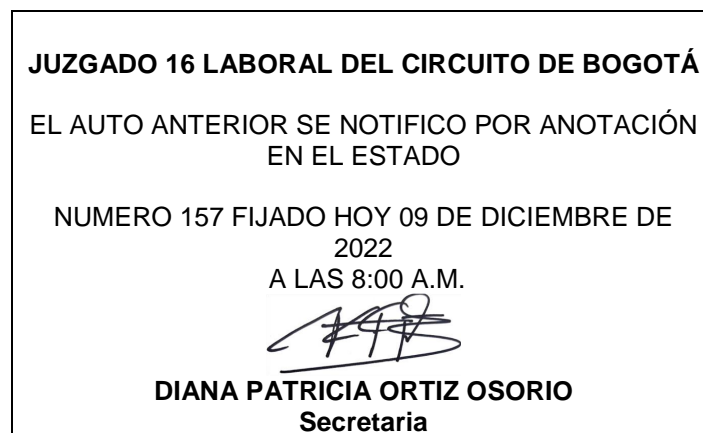 JUZGADO 16 LABORAL DEL CIRCUITO DE BOGOTÁ
EL AUTO ANTERIOR SE NOTIFICO POR ANOTACIÓN
EN EL ESTADO
NUMERO 157 FIJADO HOY 09 DE DICIEMBRE DE
2022
A LAS 8:00 A.M.
DIANA PATRICIA ORTIZ OSORIO
Secretaria